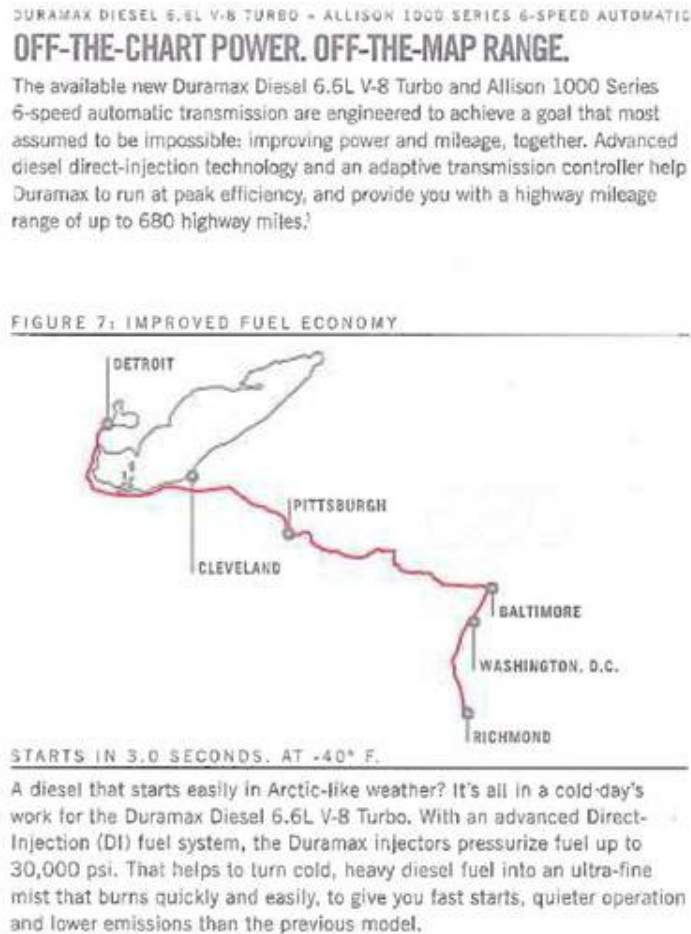 DURAMAX DIESEL 6.6L V-8 TURBO - ALLISON 1000 SERIES 6-SPEED AUTOMATIC
OFF-THE-CHART POWER. OFF-THE-MAP RANGE.
The available new Duramax Diesel 6.6L V-8 Turbo and Allison 1000 Series
6-speed automatic transmission are engineered to achieve a goal that most
assumed to be impossible: improving power and mileage, together. Advanced
diesel direct-injection technology and an adaptive transmission controller help
Duramax to run at peak efficiency, and provide you with a highway mileage
range of up to 680 highway miles.¹
FIGURE 7: IMPROVED FUEL ECONOMY
DETROIT
PITTSBURGH
CLEVELAND
BALTIMORE
WASHINGTON, D.C.
RICHMOND
STARTS IN 3.0 SECONDS. AT -40° F.
A diesel that starts easily in Arctic-like weather? It's all in a cold-day's
work for the Duramax Diesel 6.6L V-8 Turbo. With an advanced Direct-
Injection (DI) fuel system, the Duramax injectors pressurize fuel up to
30,000 psi. That helps to turn cold, heavy diesel fuel into an ultra-fine
mist that burns quickly and easily, to give you fast starts, quieter operation
and lower emissions than the previous model.